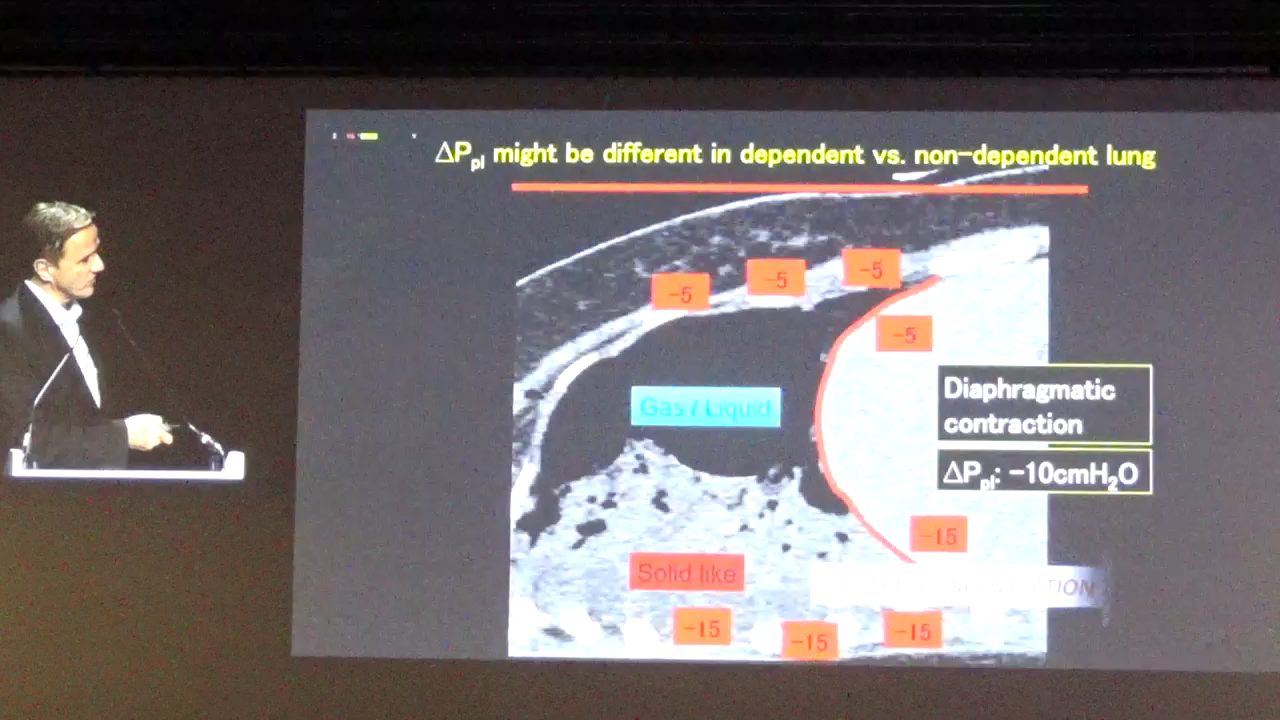 ΔPpl might be different in dependent vs. non-dependent lung
-5
-5
-5
-5
Gas / Liquid
Diaphragmatic
contraction
ΔPpl: -10cmH2O
-15
Solid like
-15
-15
-15